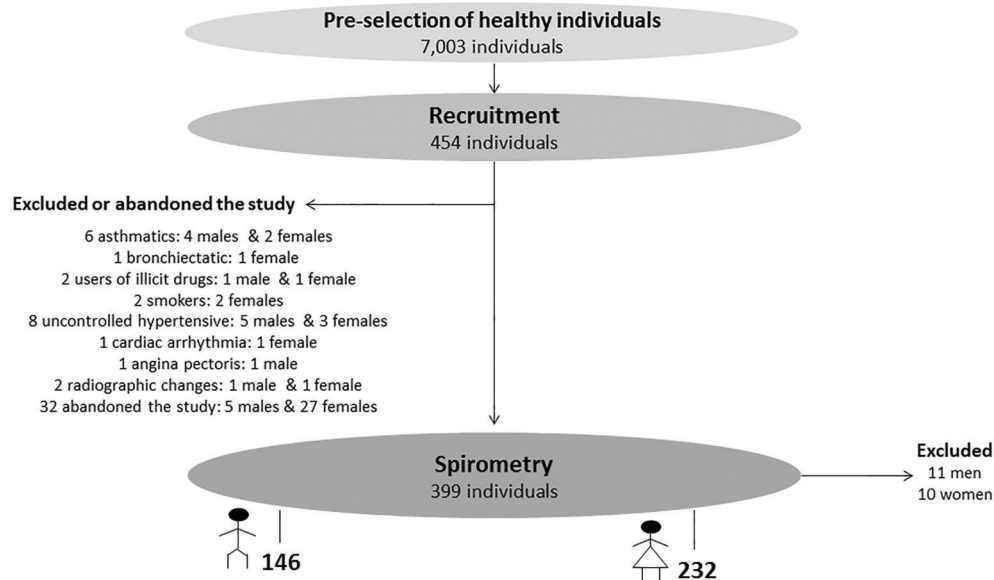 Pre-selection of healthy individuals
7,003 individuals
Recruitment
454 individuals
Excluded or abandoned the study
6 asthmatics: 4 males & 2 females
1 bronchiectatic: 1 female
2 users of illicit drugs: 1 male & 1 female
2 smokers: 2 females
8 uncontrolled hypertensive: 5 males & 3 females
1 cardiac arrhythmia: 1 female
1 angina pectoris: 1 male
2 radiographic changes: 1 male & 1 female
32 abandoned the study: 5 males & 27 females
Spirometry
399 individuals
Excluded
11 men
10 women
146
232